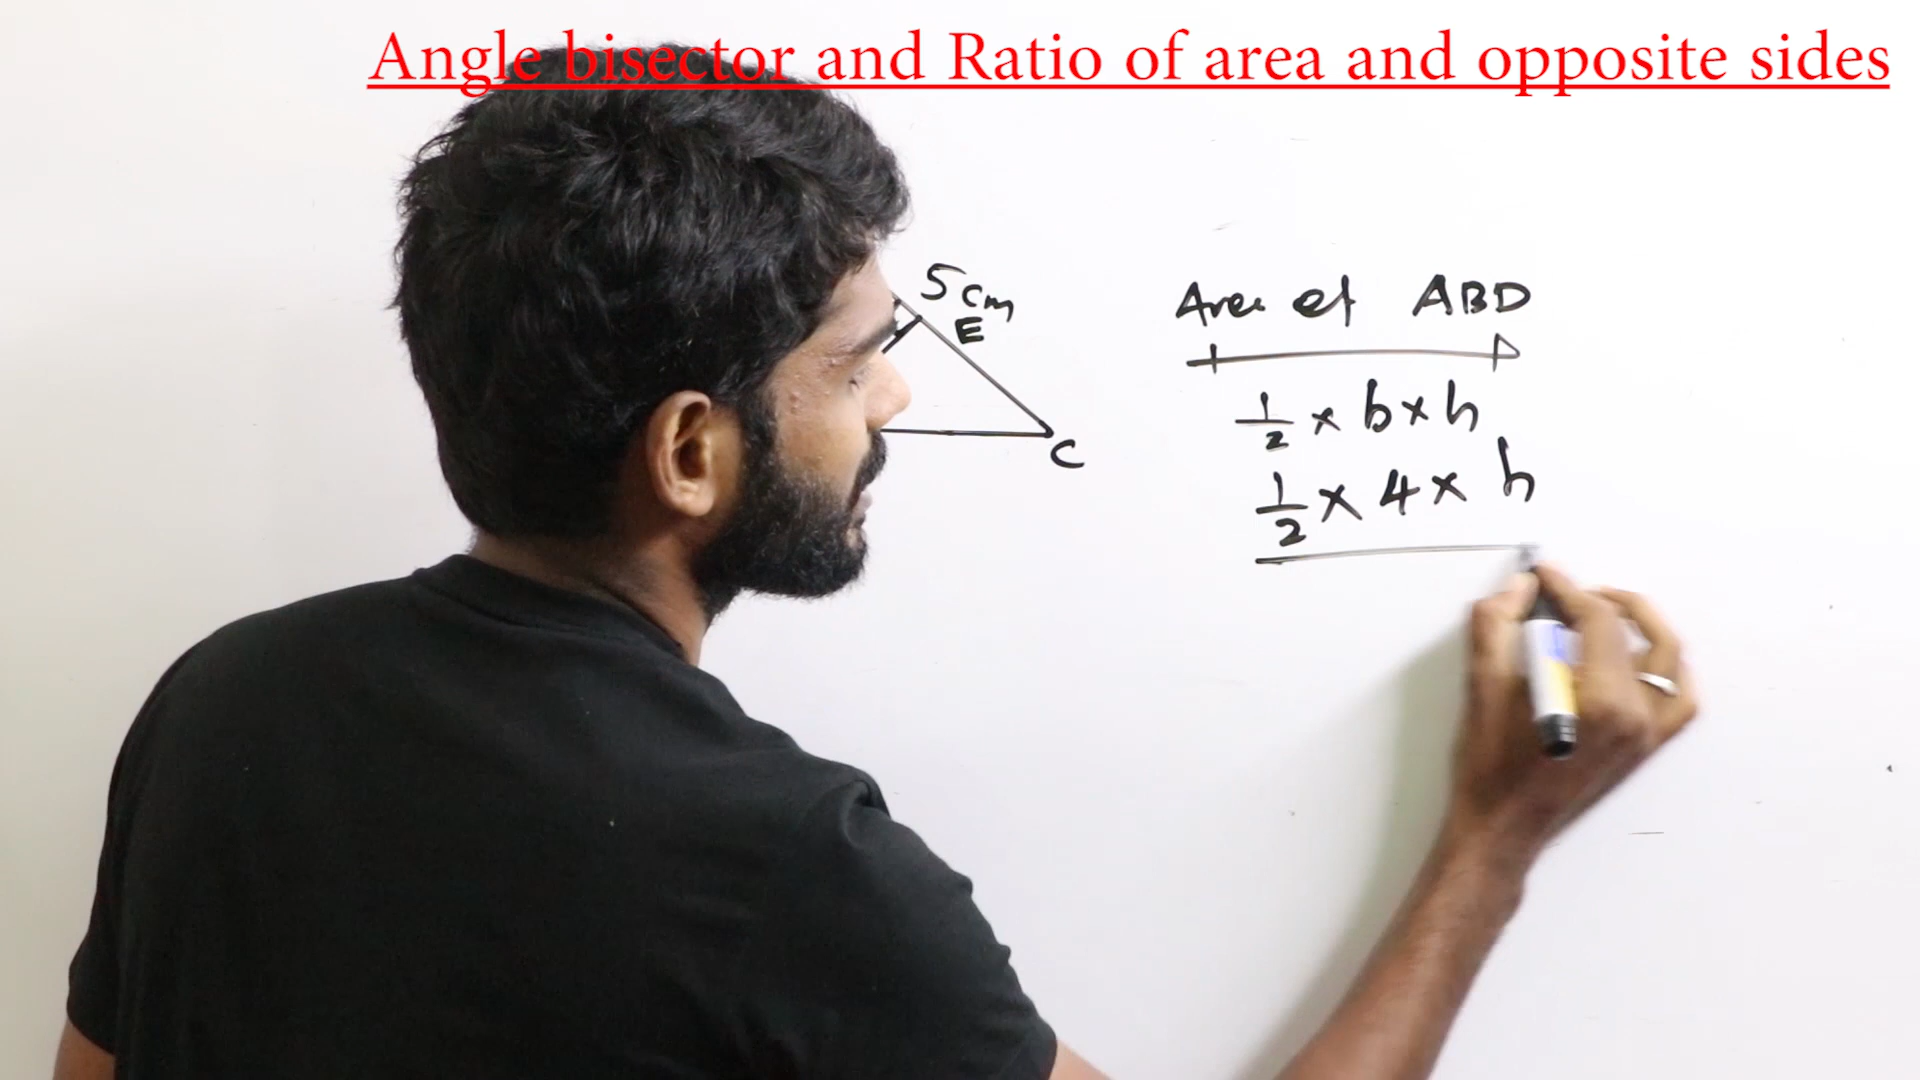 Angle bisector and Ratio of area and opposite sides
5cm
E
C
Area of ABD
1/2 × b × h
1/2 × 4 × h